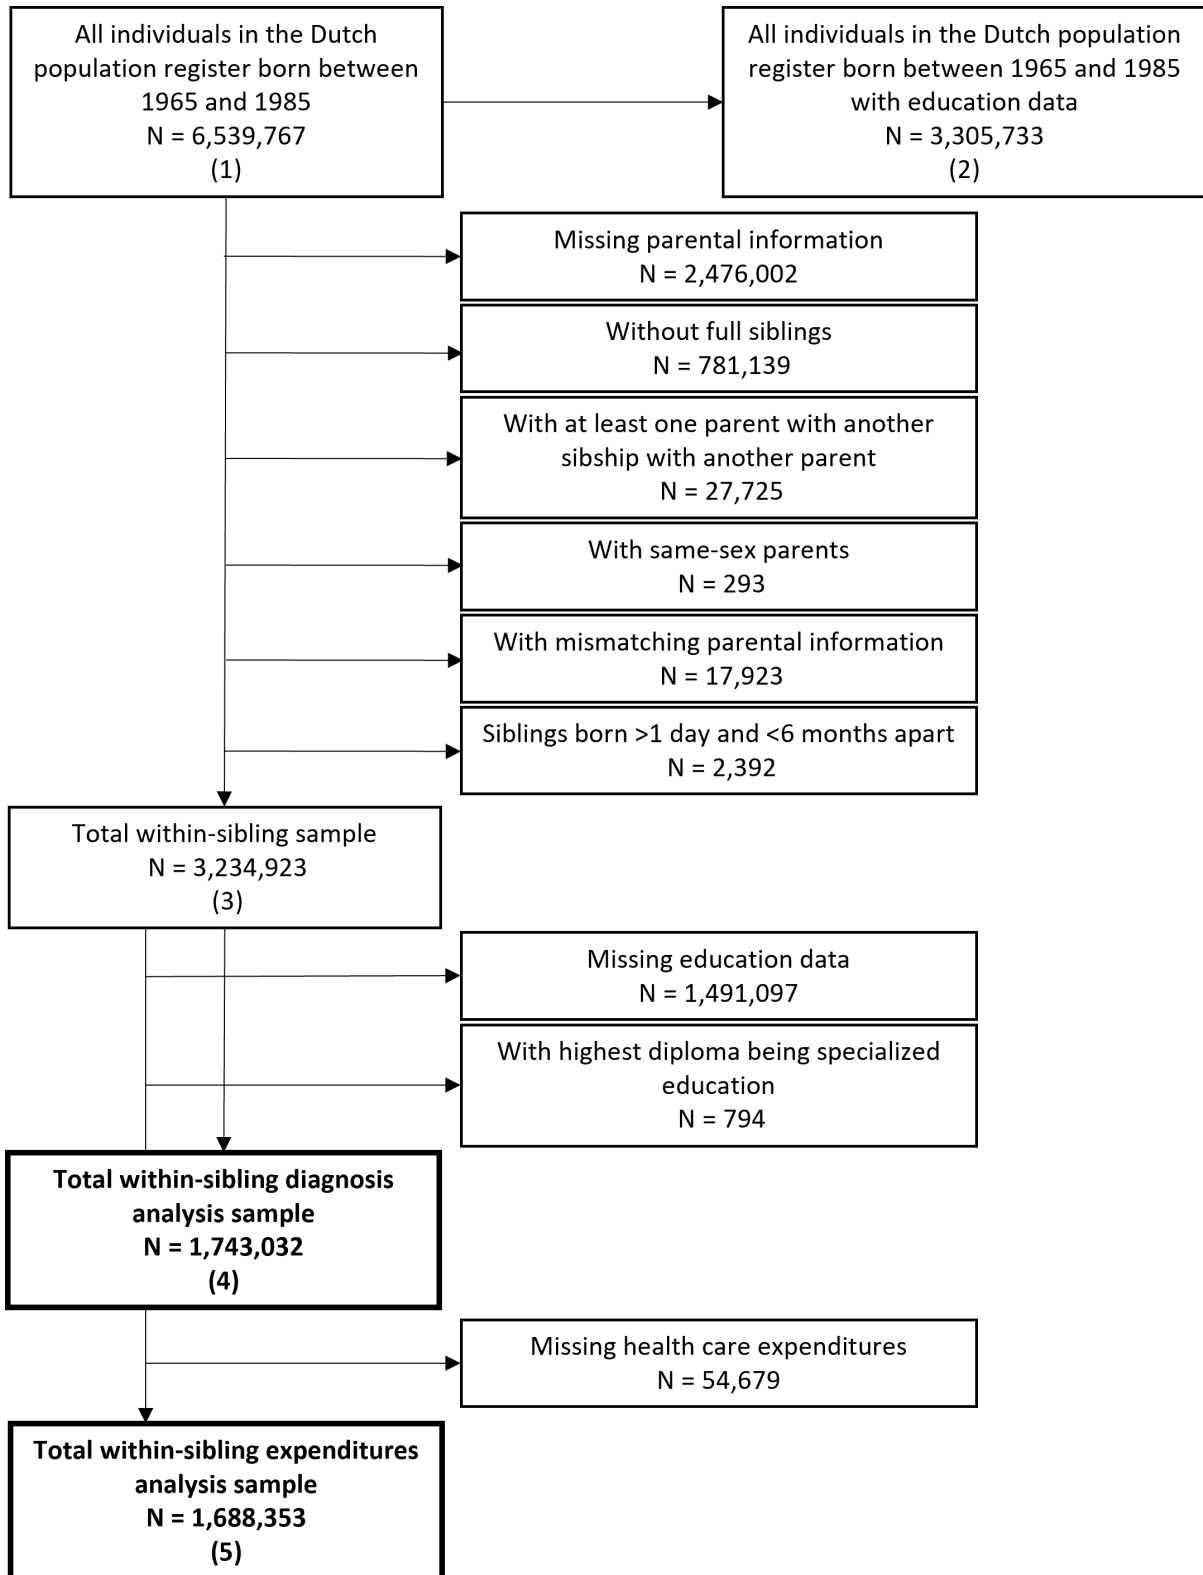 All individuals in the Dutch
population register born between
1965 and 1985
N = 6,539,767
(1)
All individuals in the Dutch population
register born between 1965 and 1985
with education data
N = 3,305,733
(2)
Missing parental information
N = 2,476,002
Without full siblings
N = 781,139
With at least one parent with another
sibship with another parent
N = 27,725
With same-sex parents
N = 293
With mismatching parental information
N = 17,923
Siblings born >1 day and <6 months apart
N = 2,392
Total within-sibling sample
N = 3,234,923
(3)
Missing education data
N = 1,491,097
With highest diploma being specialized
education
N = 794
Total within-sibling diagnosis
analysis sample
N = 1,743,032
(4)
Missing health care expenditures
N = 54,679
Total within-sibling expenditures
analysis sample
N = 1,688,353
(5)